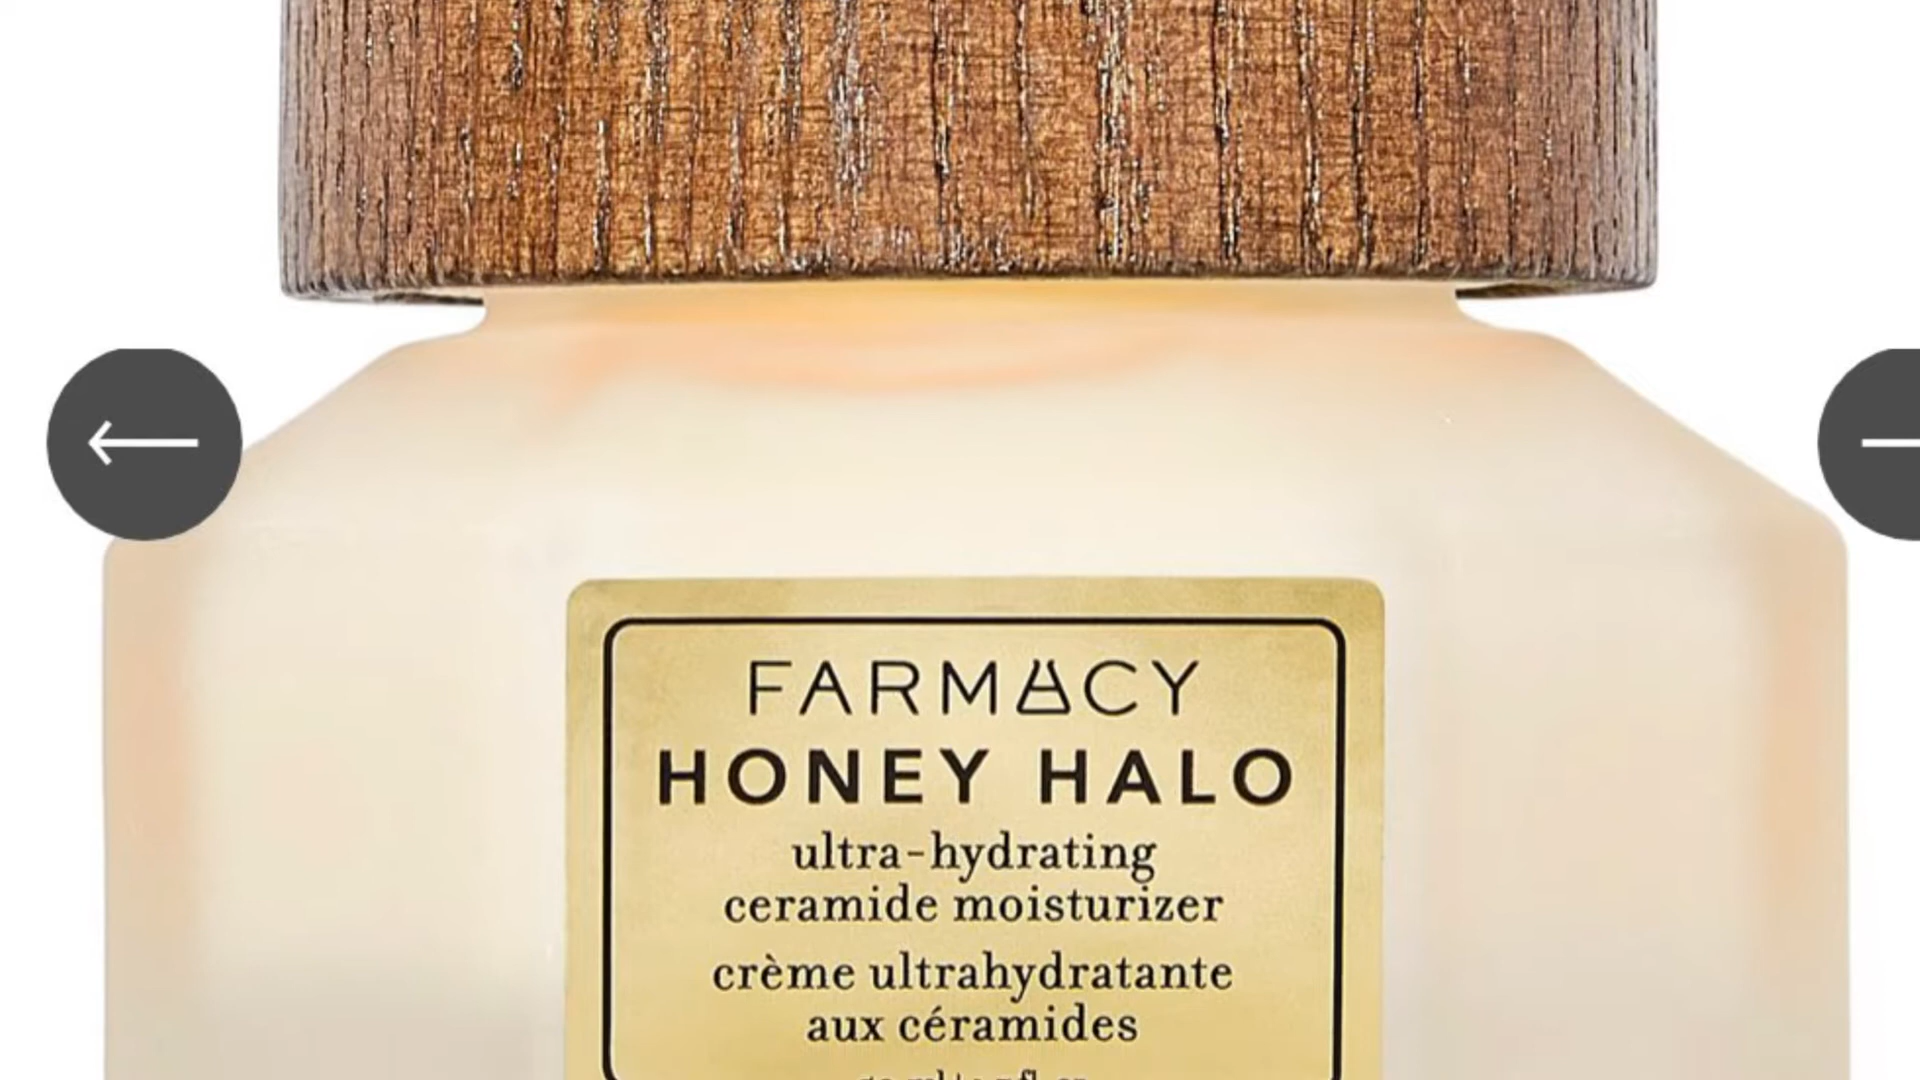 FARMACY
HONEY HALO
ultra-hydrating
ceramide moisturizer
crème ultrahydratante
aux céramides